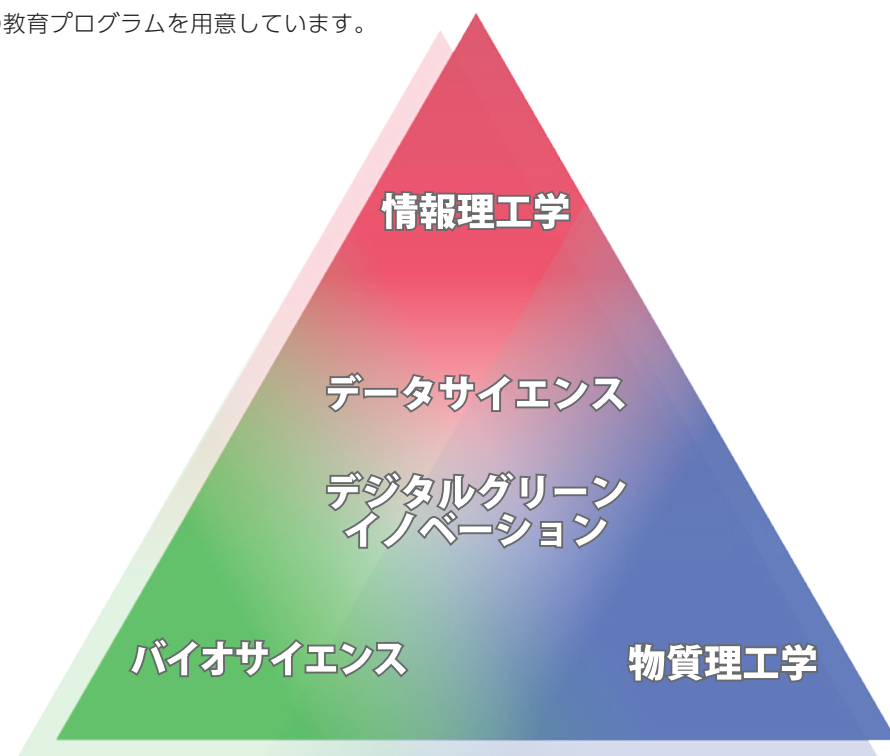 の教育プログラムを用意しています。
情報理工学
データサイエンス
デジタルグリーン
イノベーション
バイオサイエンス
物質理工学